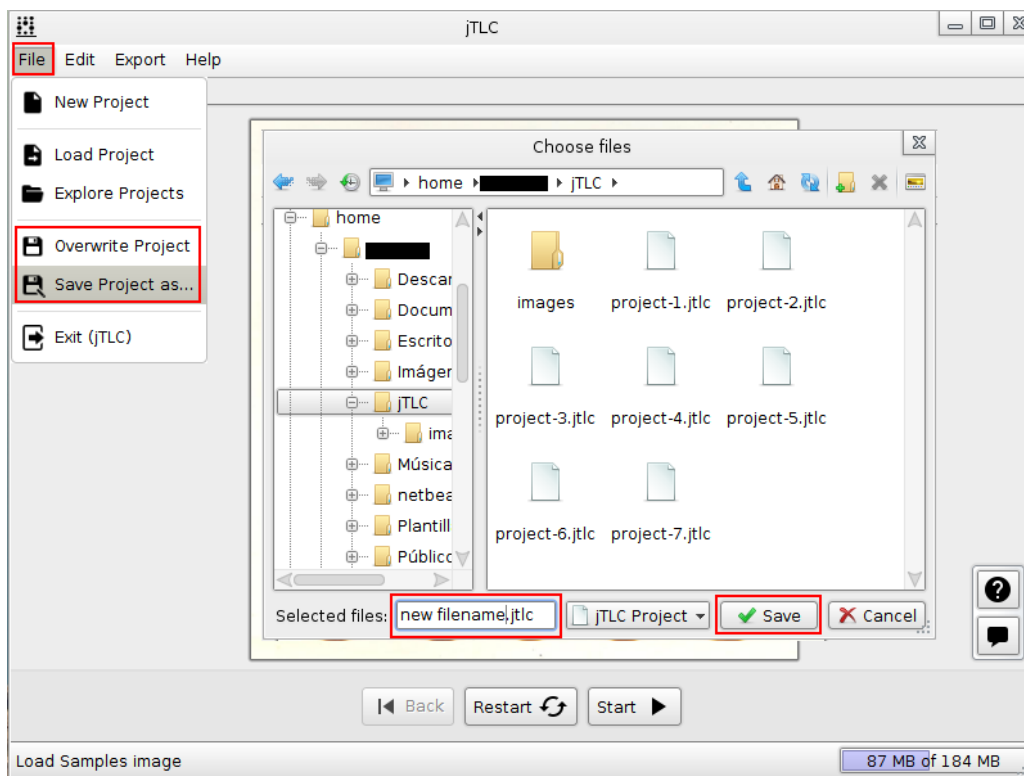 jTLC
File Edit Export Help
New Project
Load Project
Explore Projects
Overwrite Project
Save Project as...
Exit (jTLC)
Choose files
home jTLC
home
Descar
Docum
Escrito
Imáger
jTLC
ima
Música
netbea
Plantill
Público
images project-1.jtlc project-2.jtlc
project-3.jtlc project-4.jtlc project-5.jtlc
project-6.jtlc project-7.jtlc
Selected files: new filename.jtlc jTLC Project Save Cancel
Back Restart Start
Load Samples image 87 MB of 184 MB